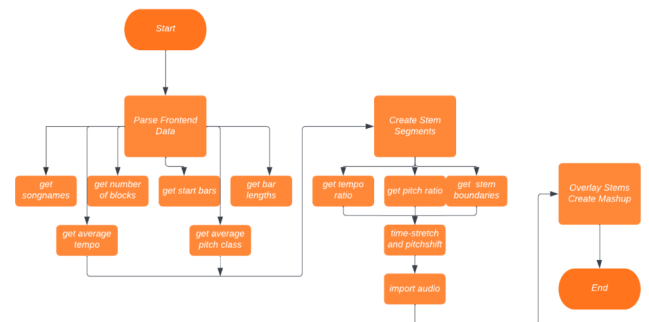 Start
Parse Frontend
Data
get
songnames
get number
of blocks
get start bars
get bar
lengths
get average
tempo
get average
pitch class
Create Stem
Segments
get tempo
ratio
get pitch ratio
get stem
boundaries
time-stretch
and pitchshift
import audio
Overlay Stems
Create Mashup
End